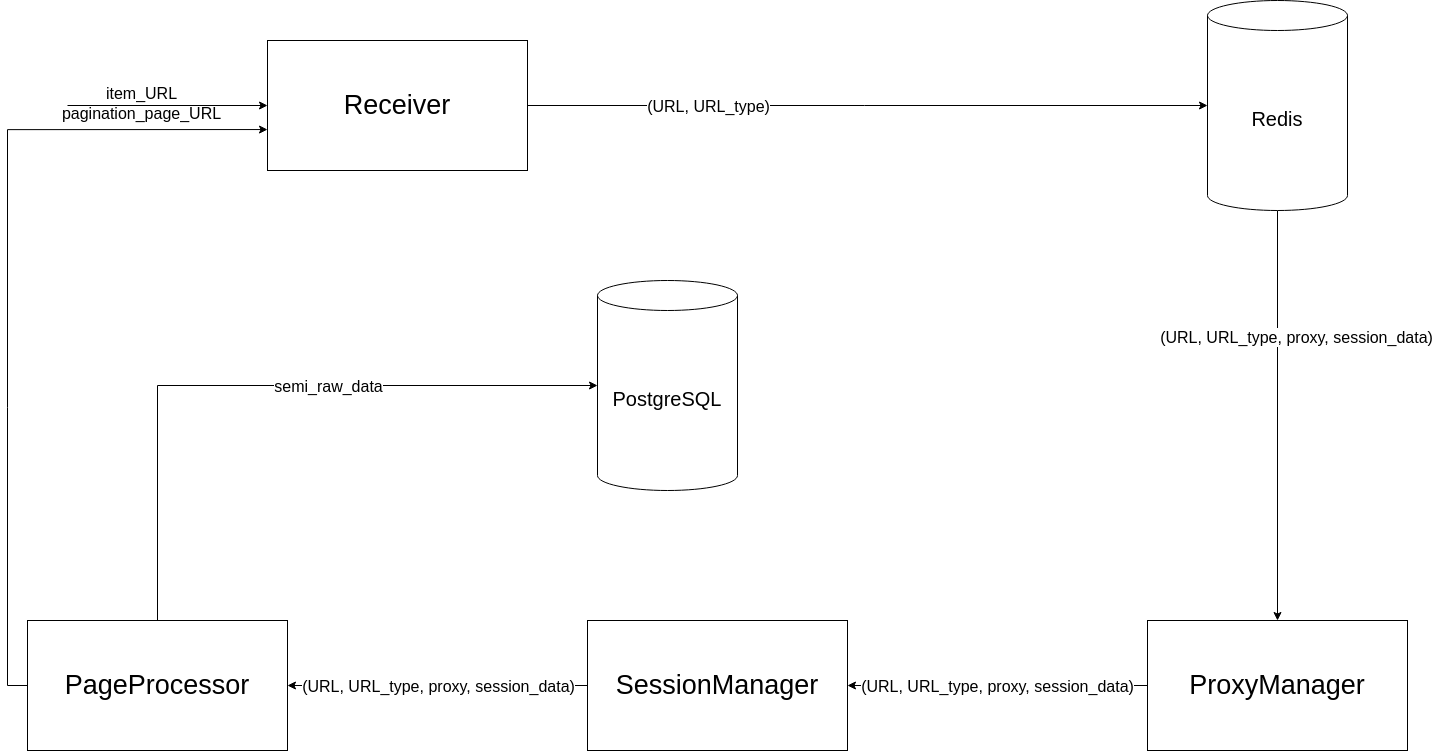 item_URL
pagination_page_URL
Receiver
(URL, URL_type)
Redis
(URL, URL_type, proxy, session_data)
semi_raw_data
PostgreSQL
PageProcessor
(URL, URL_type, proxy, session_data)
SessionManager
(URL, URL_type, proxy, session_data)
ProxyManager